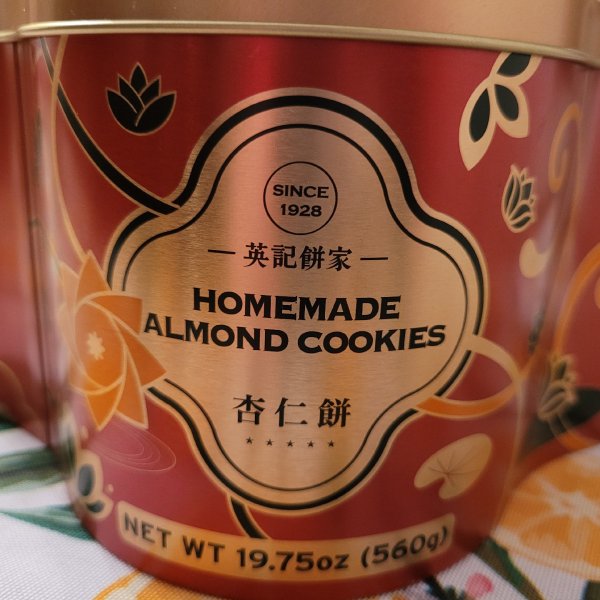 SINCE
1928
— 英記餅家 —
HOMEMADE
ALMOND COOKIES
杏仁餅
★★★★★
NET WT 19.75oz (560g)